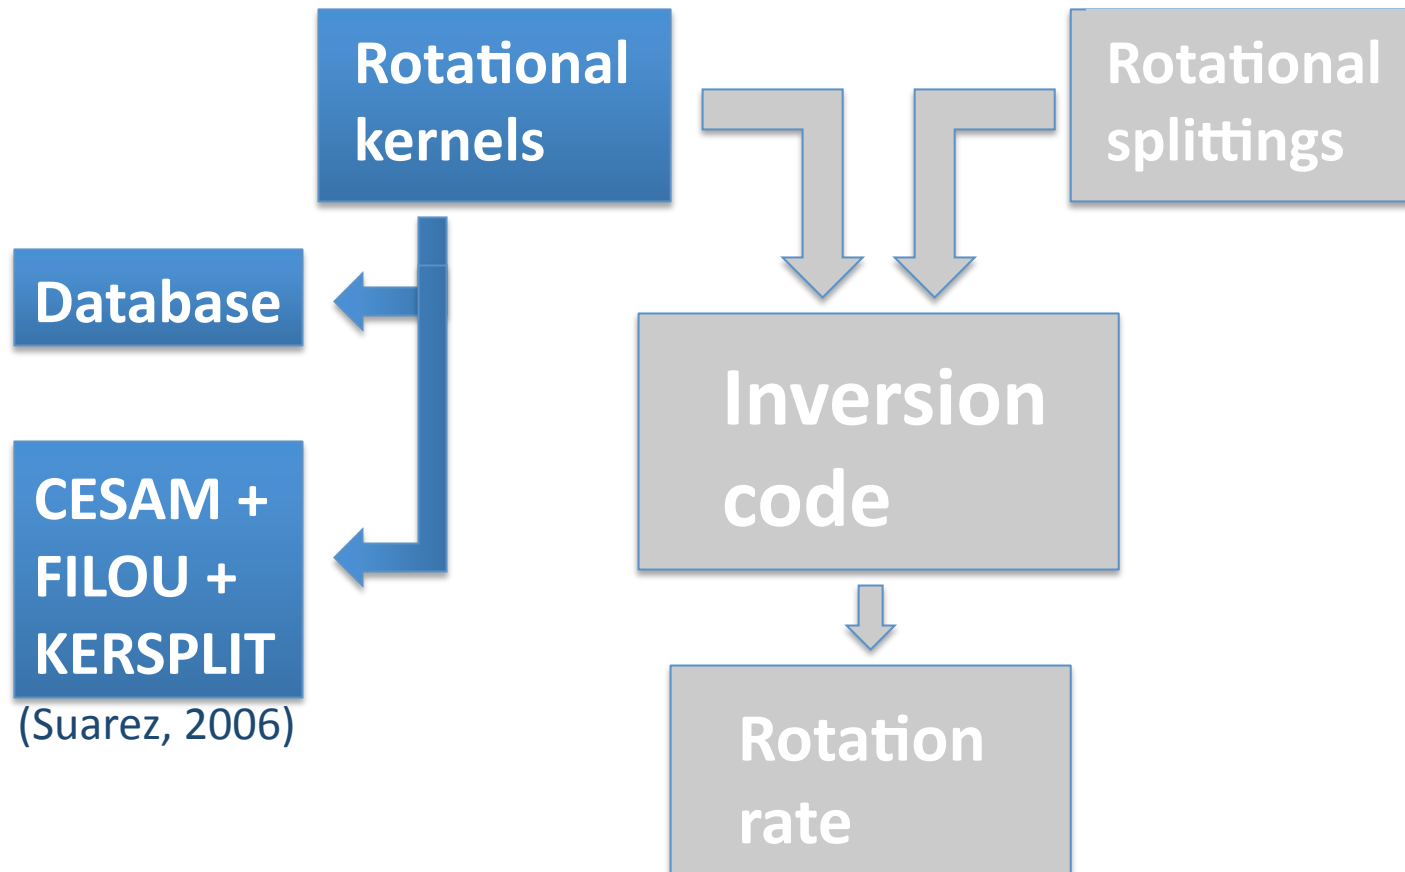 Rotational
kernels
Rotational
splittings
Database
Inversion
code
CESAM +
FILOU +
KERSPLIT
(Suarez, 2006)
Rotation
rate